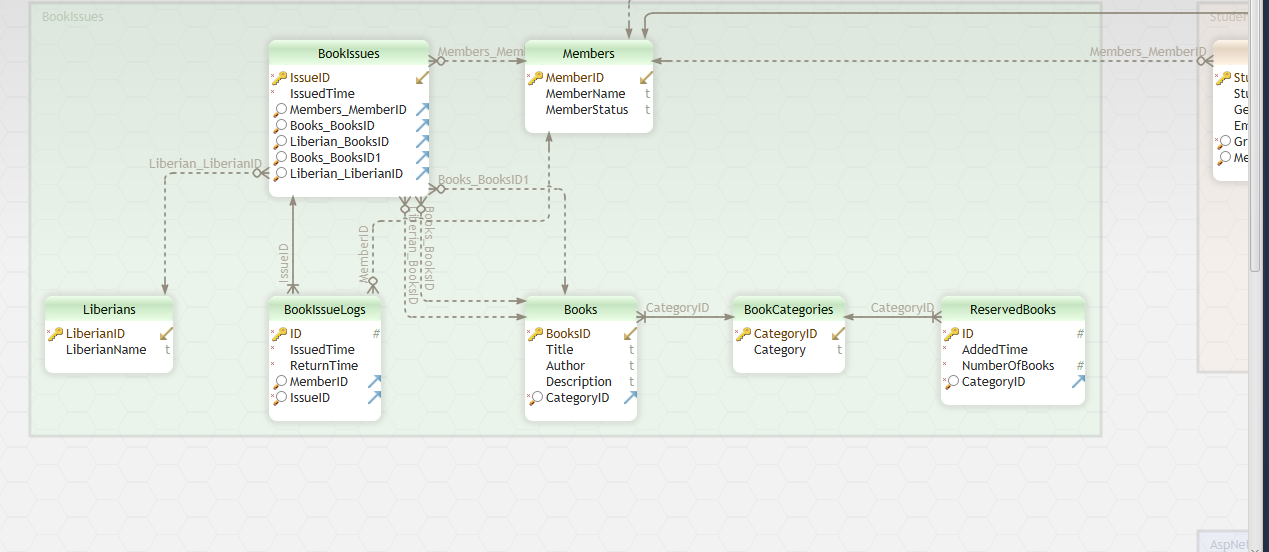 BookIssues
Studen
BookIssues
IssueID
IssuedTime
Members_MemberID
Books_BooksID
Liberian_BooksID
Books_BooksID1
Liberian_LiberianID
Members_Mem
Members
MemberID
MemberName t
MemberStatus t
Members_MemberID
Stu
Stu
Ge
Em
Gr
Me
Liberian_LiberianID
Books_BooksID1
IssueID
MemberID
Liberian_BooksID
Books_BooksID
Liberians
LiberianID
LiberianName t
BookIssueLogs
ID #
IssuedTime
ReturnTime
MemberID
IssueID
Books
BooksID
Title t
Author t
Description t
CategoryID
CategoryID
BookCategories
CategoryID
Category t
CategoryID
ReservedBooks
ID #
AddedTime
NumberOfBooks #
CategoryID
AspNet